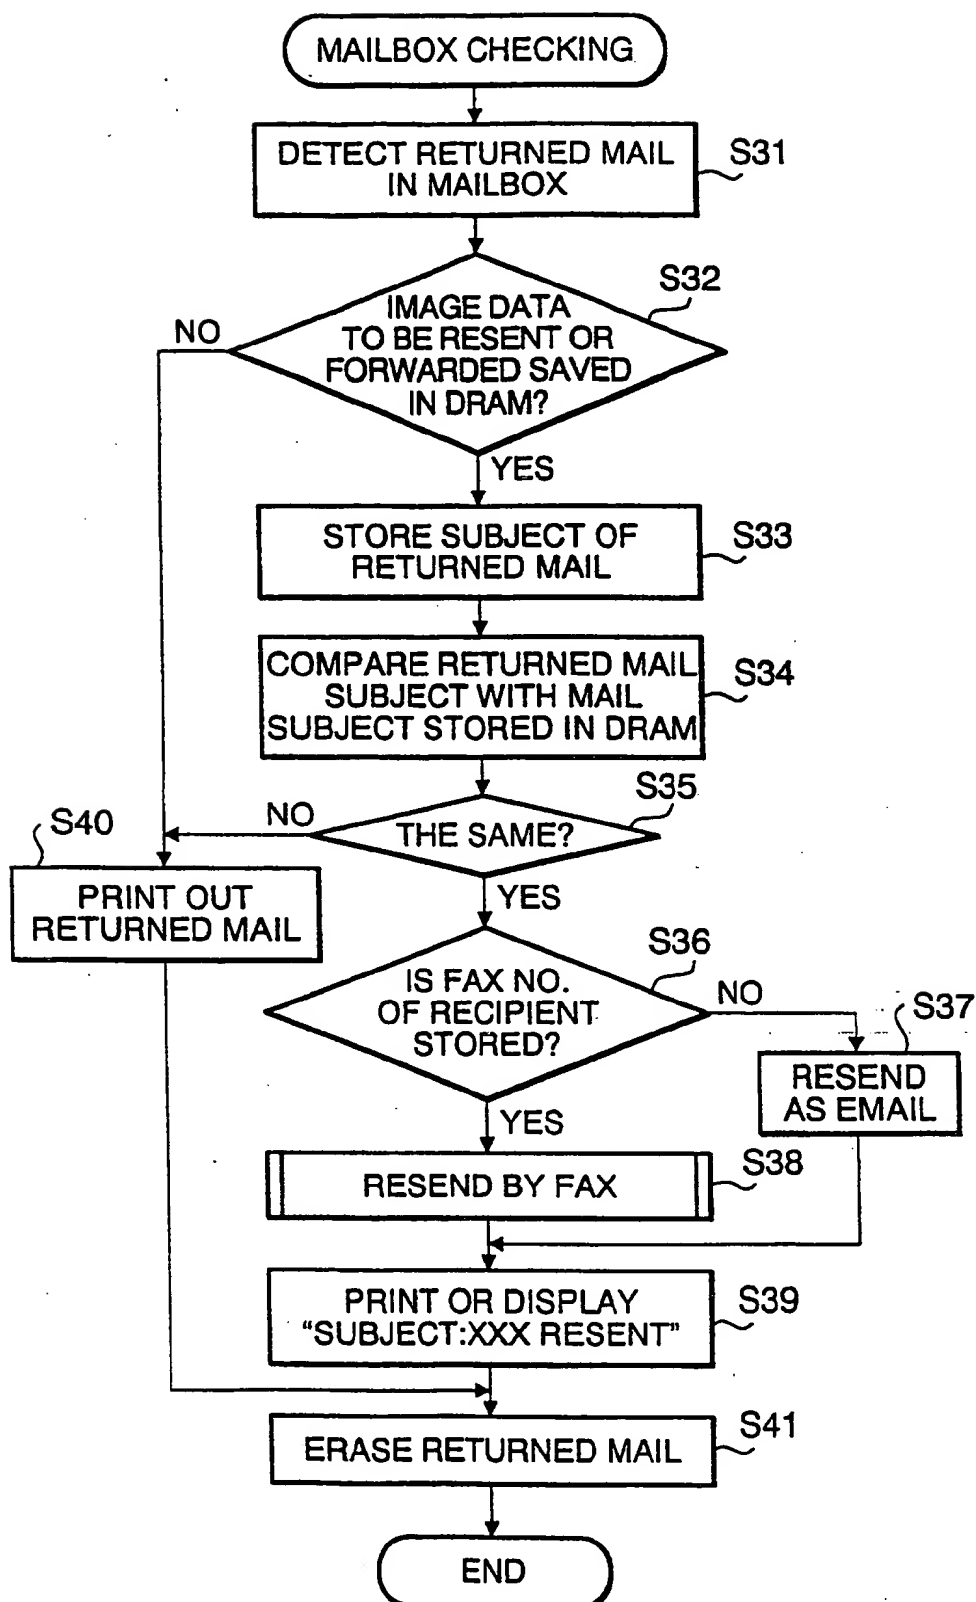 MAILBOX CHECKING
DETECT RETURNED MAIL
IN MAILBOX
S31
S32
IMAGE DATA
TO BE RESENT OR
FORWARDED SAVED
IN DRAM?
NO
YES
STORE SUBJECT OF
RETURNED MAIL
S33
COMPARE RETURNED MAIL
SUBJECT WITH MAIL
SUBJECT STORED IN DRAM
S34
S35
THE SAME?
NO
YES
S40
PRINT OUT
RETURNED MAIL
S36
IS FAX NO.
OF RECIPIENT
STORED?
NO
YES
S37
RESEND
AS EMAIL
RESEND BY FAX
S38
PRINT OR DISPLAY
“SUBJECT:XXX RESENT”
S39
ERASE RETURNED MAIL
S41
END